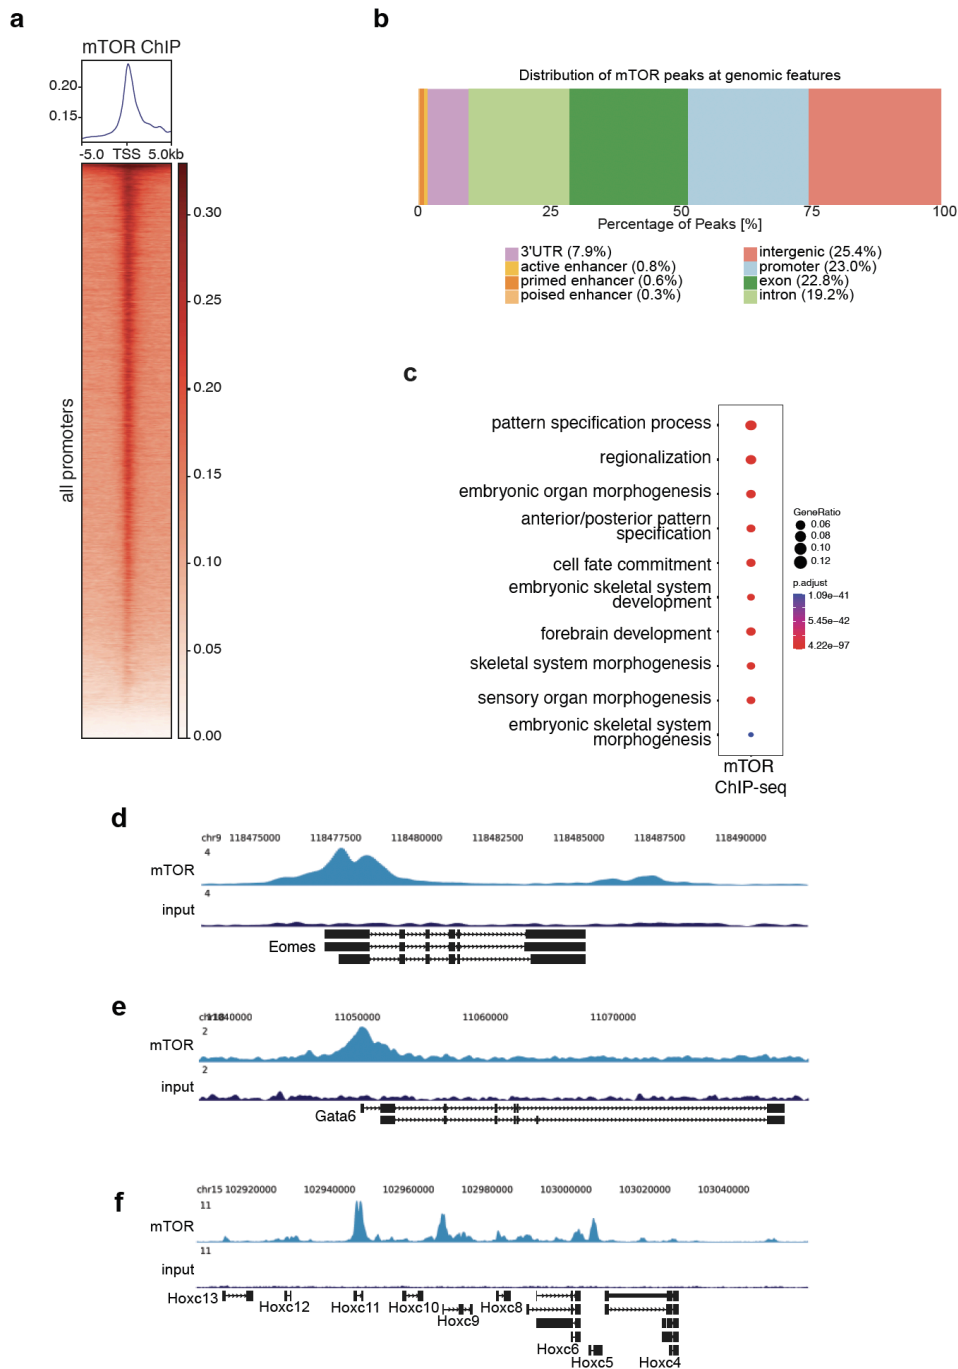 a
mTOR ChIP
0.20
0.15
-5.0 TSS 5.0kb
all promoters
0.30
0.25
0.20
0.15
0.10
0.05
0.00
b
Distribution of mTOR peaks at genomic features
0 25 50 75 100
Percentage of Peaks [%]
3'UTR (7.9%)
active enhancer (0.8%)
primed enhancer (0.6%)
poised enhancer (0.3%)
intergenic (25.4%)
promoter (23.0%)
exon (22.8%)
intron (19.2%)
c
pattern specification process
regionalization
embryonic organ morphogenesis
anterior/posterior pattern
specification
cell fate commitment
embryonic skeletal system
development
forebrain development
skeletal system morphogenesis
sensory organ morphogenesis
embryonic skeletal system
morphogenesis
mTOR
ChIP-seq
GeneRatio
0.06
0.08
0.10
0.12
p.adjust
1.09e−41
5.45e−42
4.22e−97
d
chr9 118475000 118477500 118480000 118482500 118485000 118487500 118490000
4
mTOR
4
input
Eomes
e
11050000 11060000 11070000
2
mTOR
2
input
Gata6
f
chr15 102920000 102940000 102960000 102980000 103000000 103020000 103040000
11
mTOR
11
input
Hoxc13
Hoxc12
Hoxc11
Hoxc10
Hoxc9
Hoxc8
Hoxc6
Hoxc5
Hoxc4